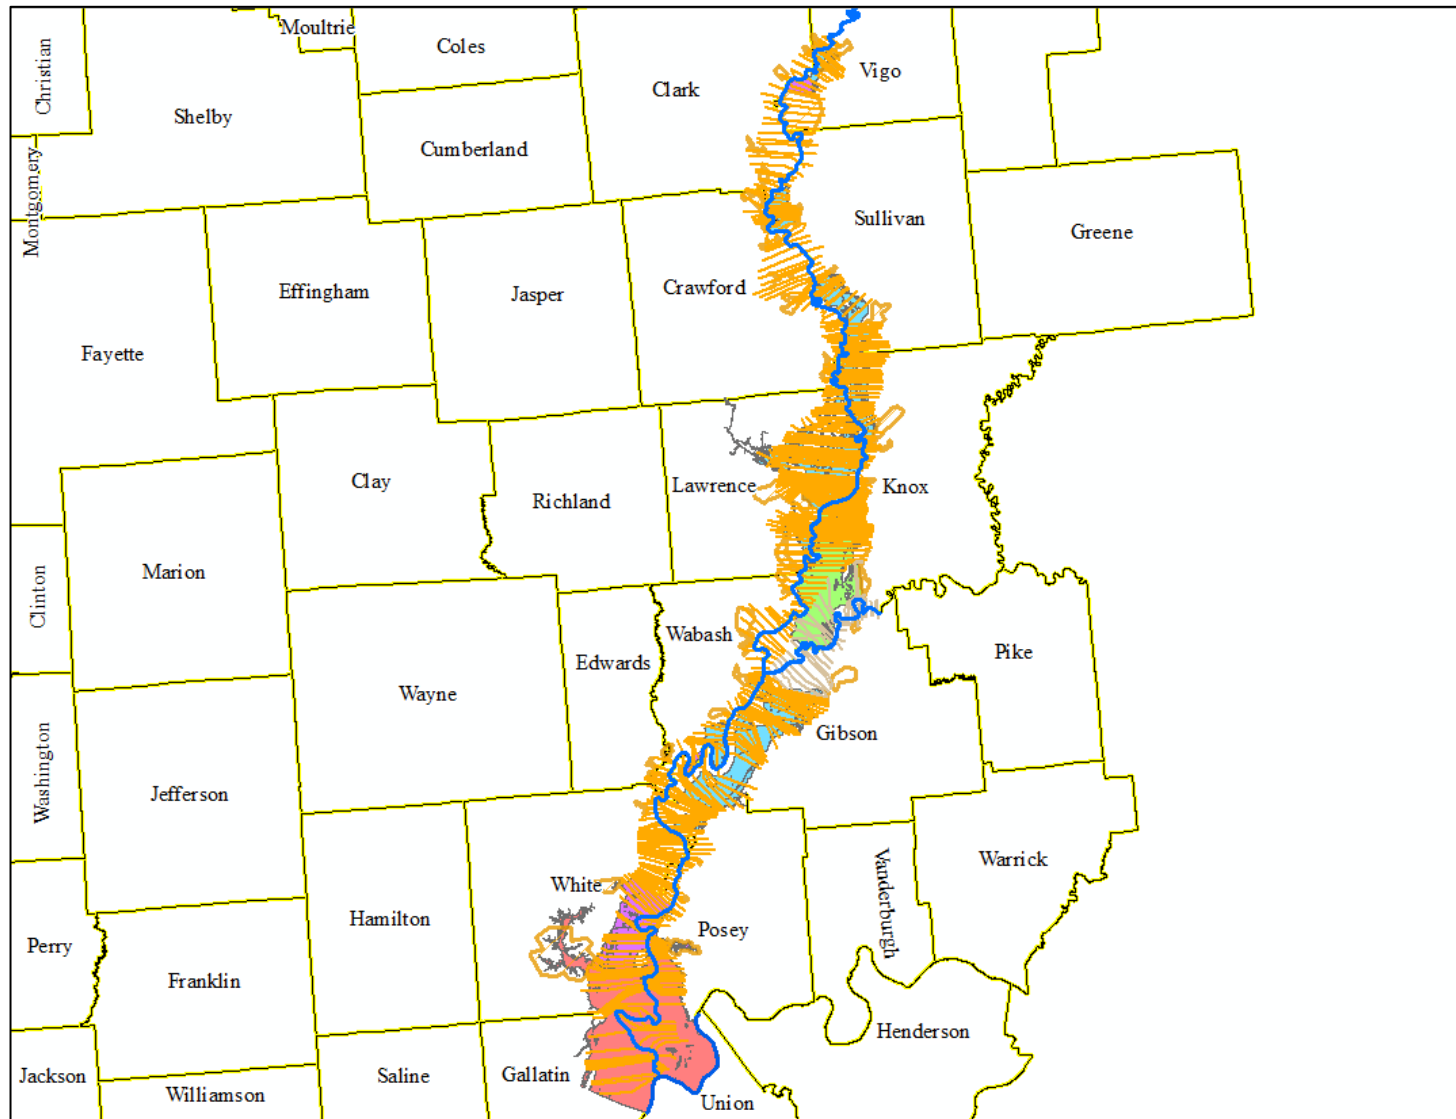 Moultrie
Christian
Coles
Vigo
Clark
Shelby
Cumberland
Montgomery
Sullivan
Greene
Effingham
Jasper
Crawford
Fayette
Clay
Lawrence
Knox
Richland
Marion
Clinton
Wabash
Pike
Edwards
Wayne
Gibson
Washington
Jefferson
Warrick
Vanderburgh
White
Hamilton
Posey
Perry
Franklin
Henderson
Jackson
Saline
Gallatin
Williamson
Union